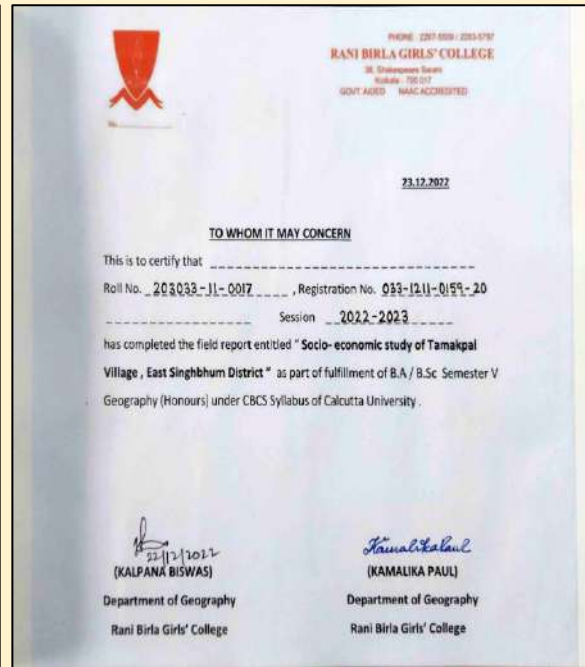 PHONE : 2287-5509 / 2283-5797
RANI BIRLA GIRLS' COLLEGE
38, Shakespeare Sarani
Kolkata - 700 017
GOVT. AIDED NAAC ACCREDITED
No.
23.12.2022
TO WHOM IT MAY CONCERN
This is to certify that
Roll No. 203033-11-0017 , Registration No. 033-1211-0159-20
Session 2022-2023
has completed the field report entitled " Socio- economic study of Tamakpal
Village , East Singhbhum District " as part of fulfillment of B.A / B.Sc Semester V
Geography (Honours) under CBCS Syllabus of Calcutta University .
22/12/2022
Kamalika Paul
(KALPANA BISWAS)
(KAMALIKA PAUL)
Department of Geography
Department of Geography
Rani Birla Girls' College
Rani Birla Girls' College